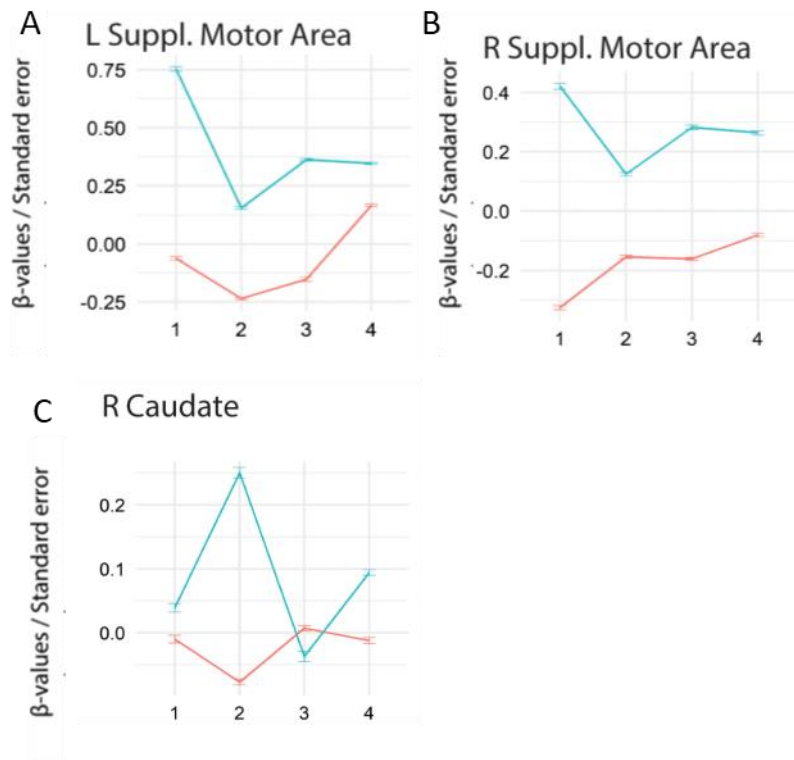 A
L Suppl. Motor Area
β-values / Standard error
0.75
0.50
0.25
0.00
-0.25
1 2 3 4
B
R Suppl. Motor Area
β-values / Standard error
0.4
0.2
0.0
-0.2
1 2 3 4
C
R Caudate
β-values / Standard error
0.2
0.1
0.0
1 2 3 4